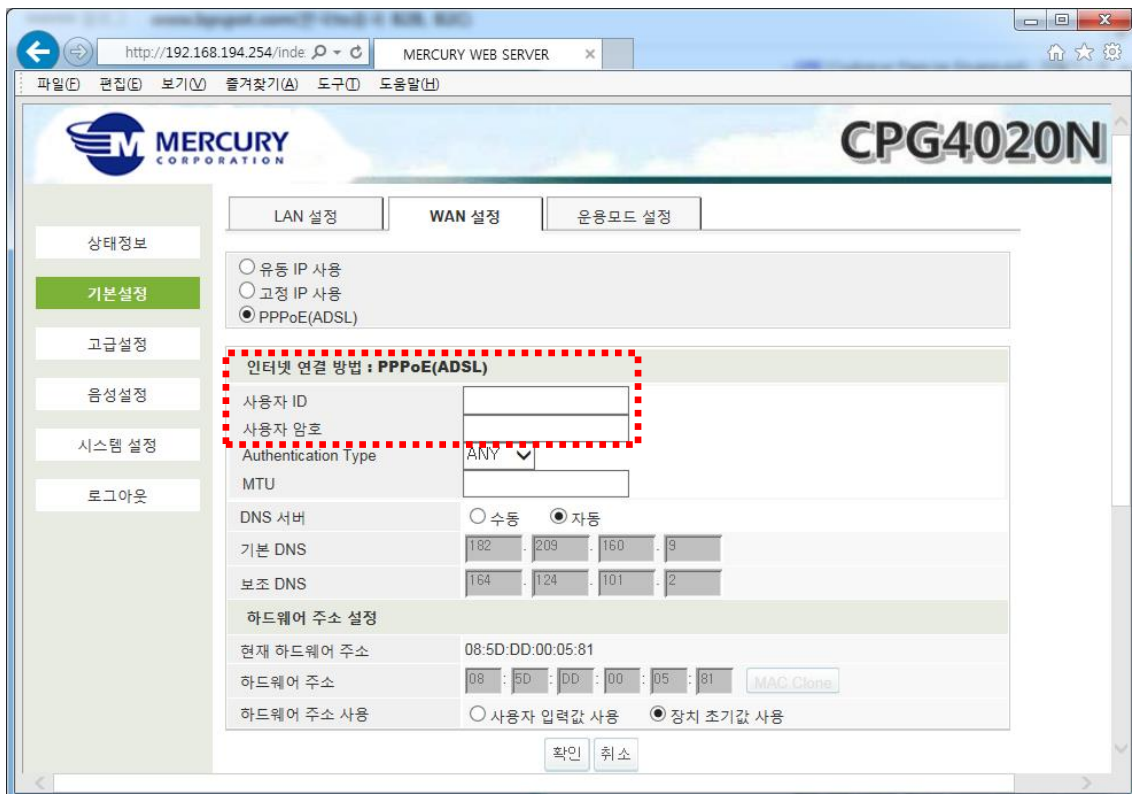 http://192.168.194.254/inde
MERCURY WEB SERVER
파일(F) 편집(E) 보기(V) 즐겨찾기(A) 도구(T) 도움말(H)
MERCURY
CORPORATION
CPG4020N
LAN 설정 WAN 설정 운용모드 설정
상태정보
기본설정
고급설정
음성설정
시스템 설정
로그아웃
유동 IP 사용
고정 IP 사용
PPPoE(ADSL)
인터넷 연결 방법 : PPPoE(ADSL)
사용자 ID
사용자 암호
Authentication Type ANY
MTU
DNS 서버 수동 자동
기본 DNS 182 . 209 . 160 . 9
보조 DNS 164 . 124 . 101 . 2
하드웨어 주소 설정
현재 하드웨어 주소 08:5D:DD:00:05:81
하드웨어 주소 08 : 5D : DD : 00 : 05 : 81 MAC Clone
하드웨어 주소 사용 사용자 입력값 사용 장치 초기값 사용
확인 취소